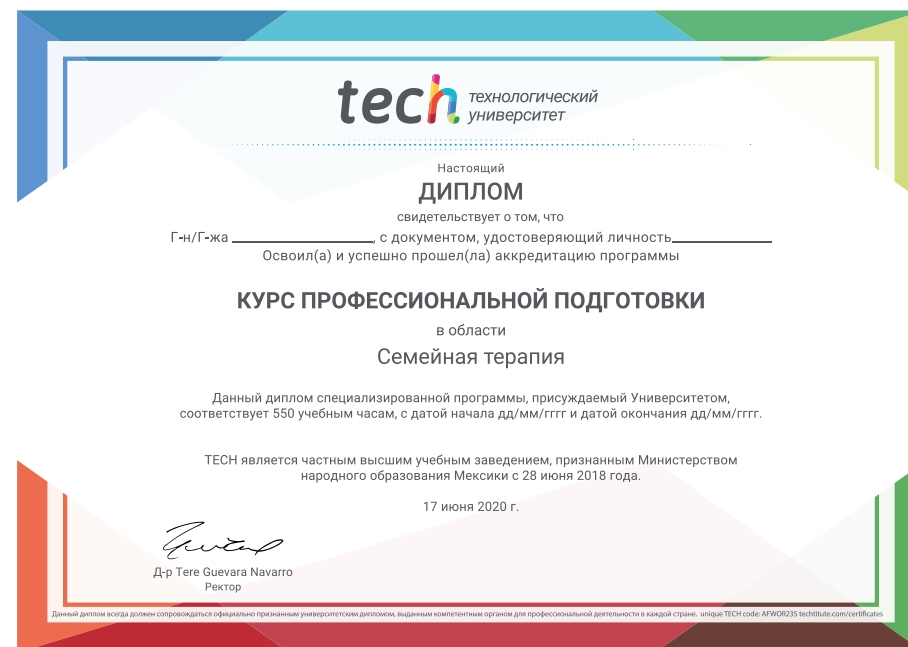 tech технологический
университет
Настоящий
ДИПЛОМ
свидетельствует о том, что
Г-н/Г-жа ____________________, с документом, удостоверяющий личность______________
Освоил(а) и успешно прошел(ла) аккредитацию программы
КУРС ПРОФЕССИОНАЛЬНОЙ ПОДГОТОВКИ
в области
Семейная терапия
Данный диплом специализированной программы, присуждаемый Университетом,
соответствует 550 учебным часам, с датой начала дд/мм/гггг и датой окончания дд/мм/гггг.
TECH является частным высшим учебным заведением, признанным Министерством
народного образования Мексики с 28 июня 2018 года.
17 июня 2020 г.
Д-р Tere Guevara Navarro
Ректор
Данный диплом всегда должен сопровождаться официально признанным университетским дипломом, выданным компетентным органом для профессиональной деятельности в каждой стране. unique TECH code: AFWOR23S techtitute.com/certificates